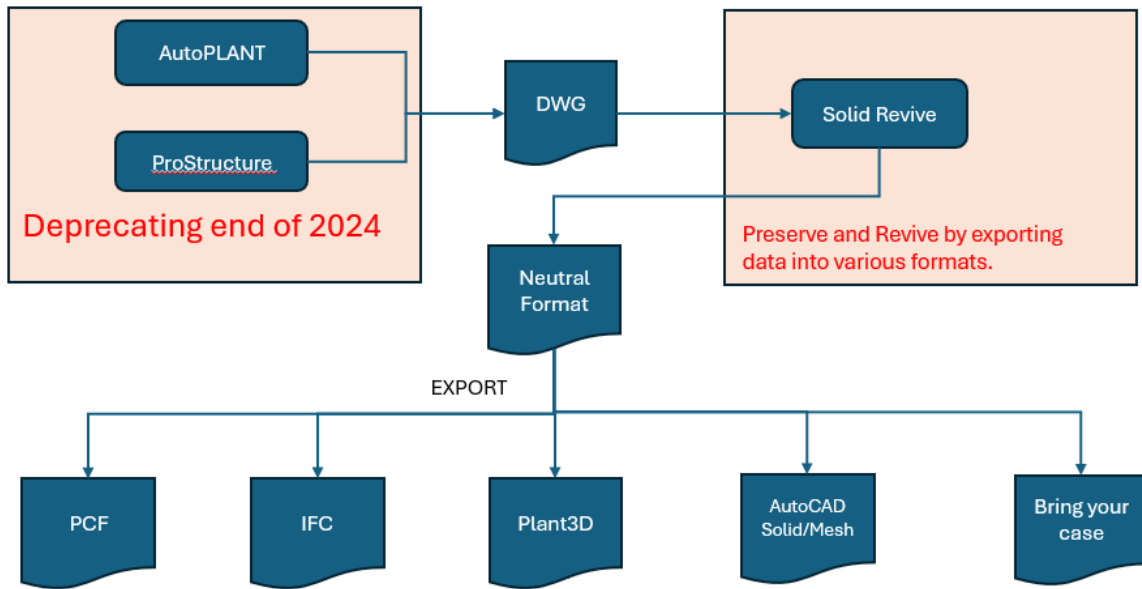 AutoPLANT
ProStructure
Deprecating end of 2024
DWG
Solid Revive
Preserve and Revive by exporting
data into various formats.
Neutral
Format
EXPORT
PCF
IFC
Plant3D
AutoCAD
Solid/Mesh
Bring your
case